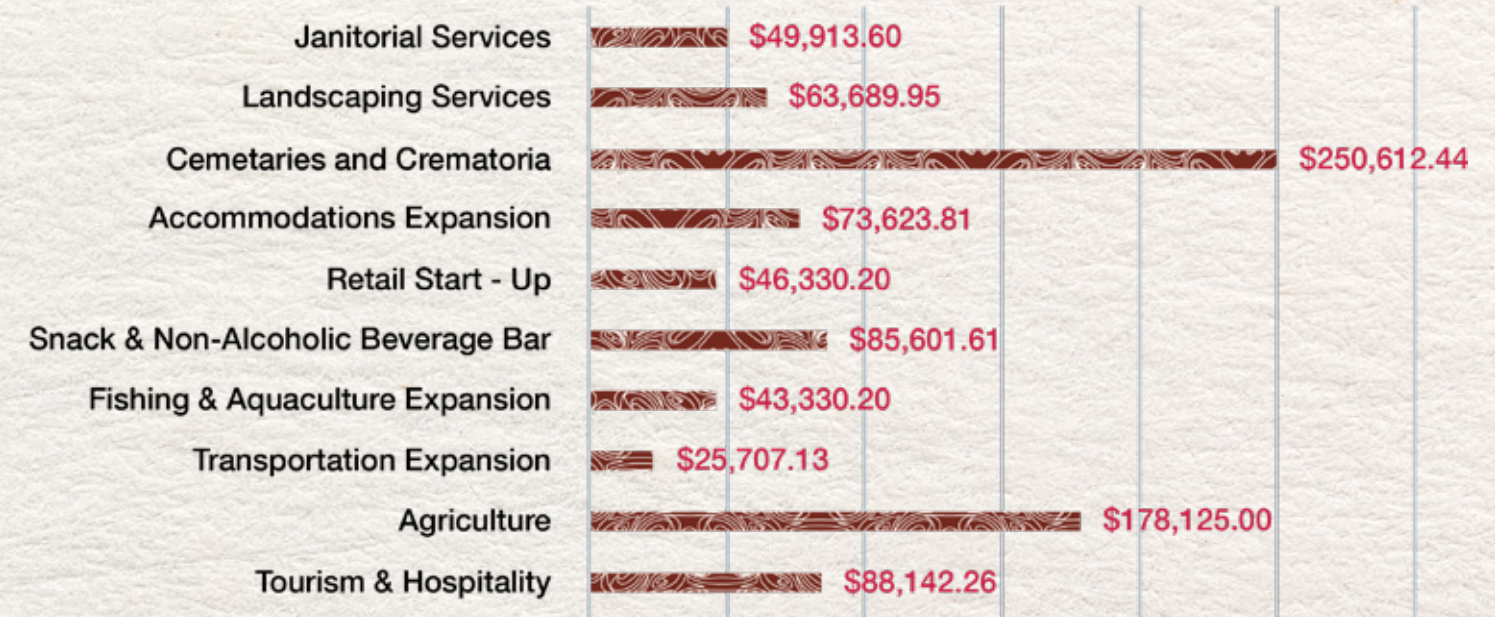 Janitorial Services $49,913.60
Landscaping Services $63,689.95
Cemetaries and Crematoria $250,612.44
Accommodations Expansion $73,623.81
Retail Start - Up $46,330.20
Snack & Non-Alcoholic Beverage Bar $85,601.61
Fishing & Aquaculture Expansion $43,330.20
Transportation Expansion $25,707.13
Agriculture $178,125.00
Tourism & Hospitality $88,142.26